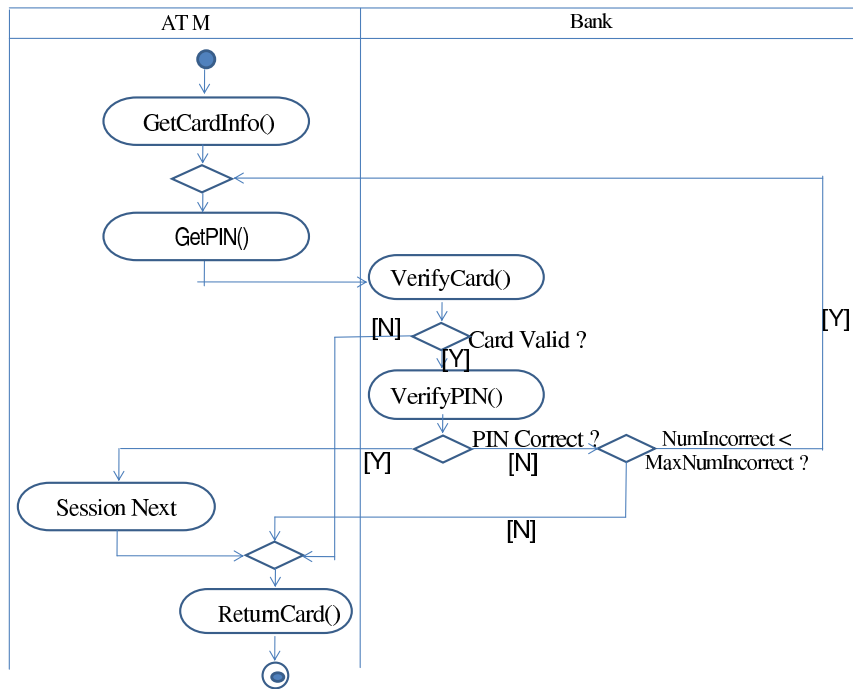 AT M
Bank
GetCardInfo()
GetPIN()
VerifyCard()
[N]
Card Valid ?
[Y]
[Y]
VerifyPIN()
PIN Correct ?
NumIncorrect <
MaxNumIncorrect ?
[Y]
[N]
Session Next
[N]
ReturnCard()